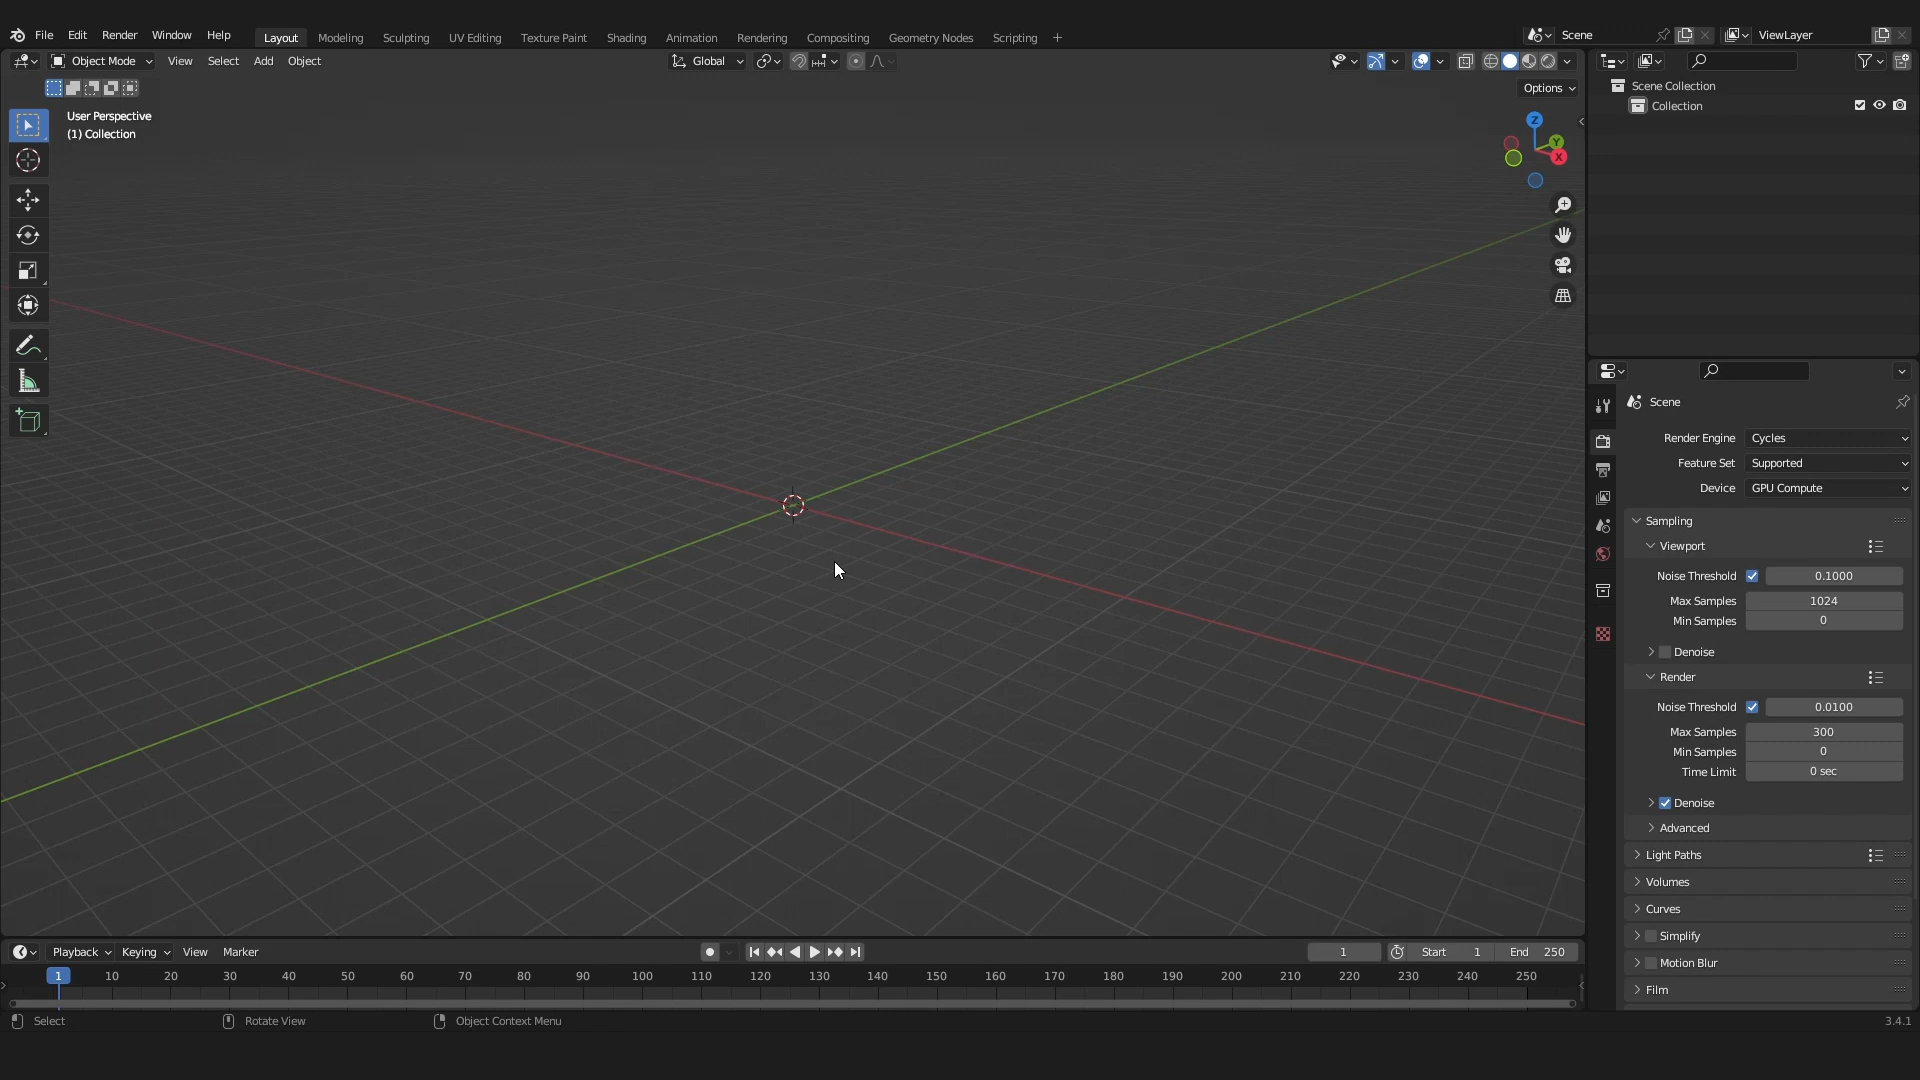 File Edit Render Window Help Layout Modeling Sculpting UV Editing Texture Paint Shading Animation Rendering Compositing Geometry Nodes Scripting + Scene ViewLayer
Object Mode View Select Add Object Global
Options
User Perspective
(1) Collection
Z
Y
X
Scene Collection
Collection
Scene
Render Engine Cycles
Feature Set Supported
Device GPU Compute
Sampling
Viewport
Noise Threshold 0.1000
Max Samples 1024
Min Samples 0
Denoise
Render
Noise Threshold 0.0100
Max Samples 300
Min Samples 0
Time Limit 0 sec
Denoise
Advanced
Light Paths
Volumes
Curves
Simplify
Motion Blur
Film
Playback Keying View Marker 1 Start 1 End 250
1 10 20 30 40 50 60 70 80 90 100 110 120 130 140 150 160 170 180 190 200 210 220 230 240 250
Select Rotate View Object Context Menu 3.4.1